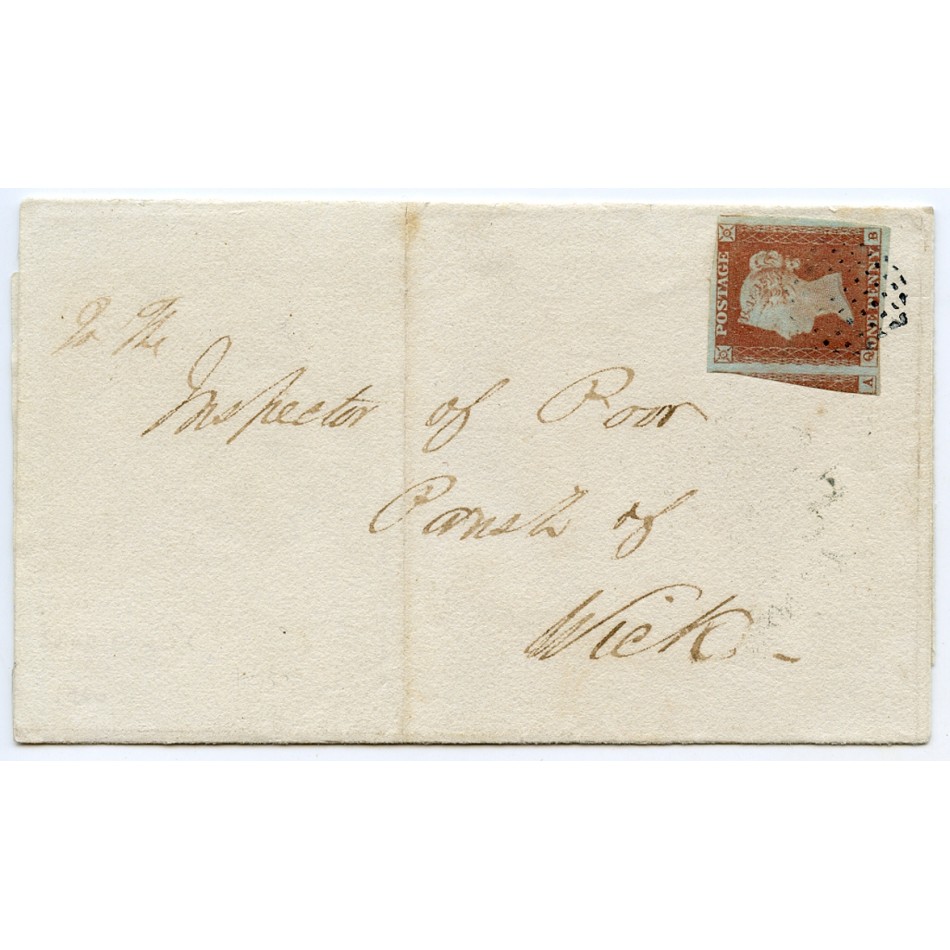 POSTAGE
ONE PENNY
Q B
A
To the
Inspector of Poor
Parish of
Wick